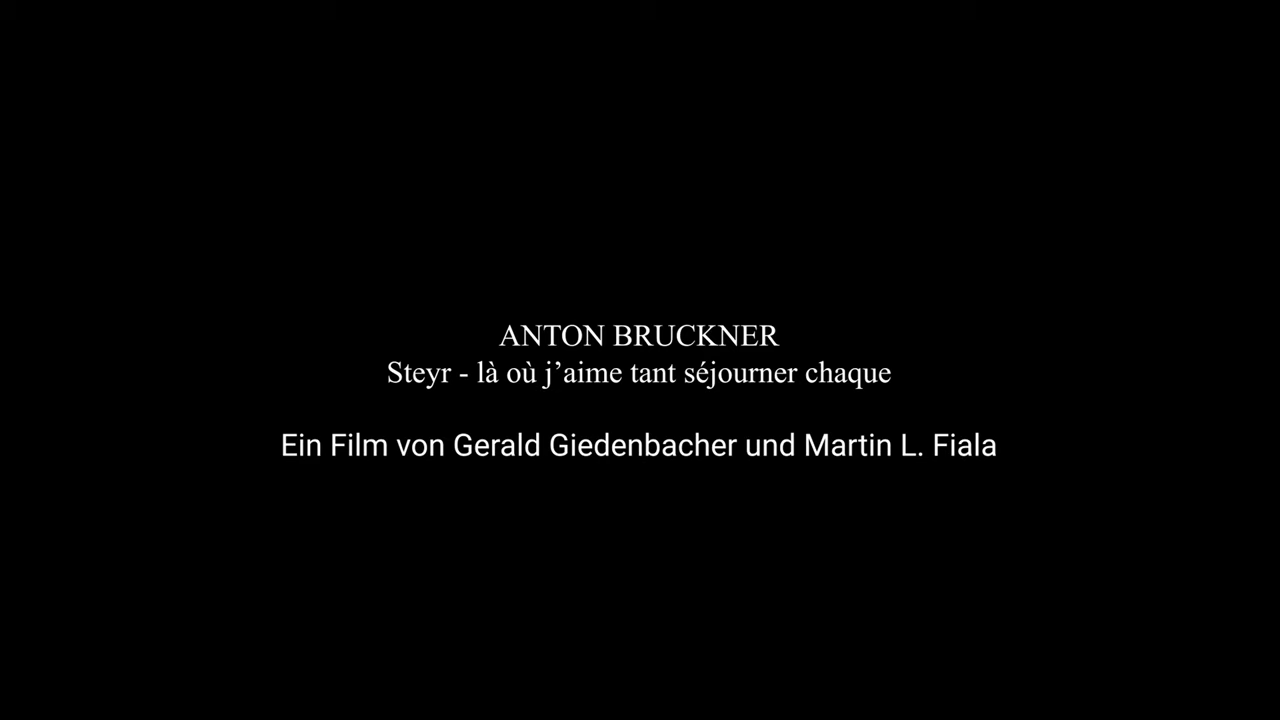 ANTON BRUCKNER
Steyr - là où j’aime tant séjourner chaque
Ein Film von Gerald Giedenbacher und Martin L. Fiala